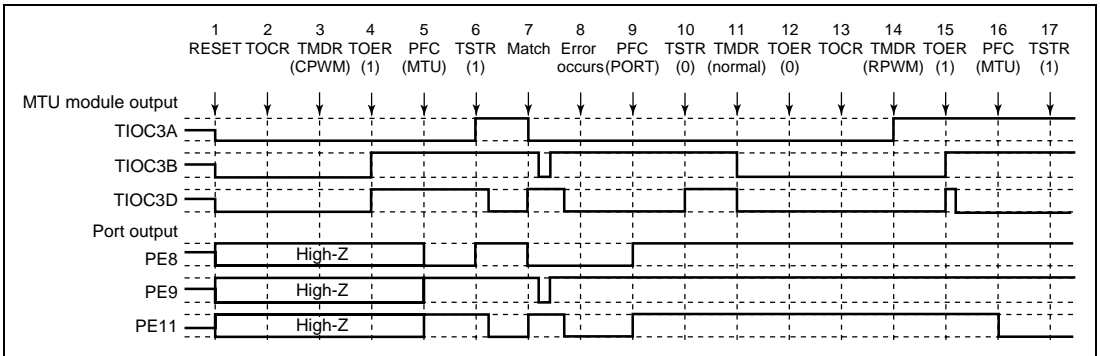 1 2 3 4 5 6 7 8 9 10 11 12 13 14 15 16 17
RESET TOCR TMDR TOER PFC TSTR Match Error PFC TSTR TMDR TOER TOCR TMDR TOER PFC TSTR
(CPWM) (1) (MTU) (1) occurs (PORT) (0) (normal) (0) (RPWM) (1) (MTU) (1)
MTU module output
TIOC3A
TIOC3B
TIOC3D
Port output
PE8 High-Z
PE9 High-Z
PE11 High-Z